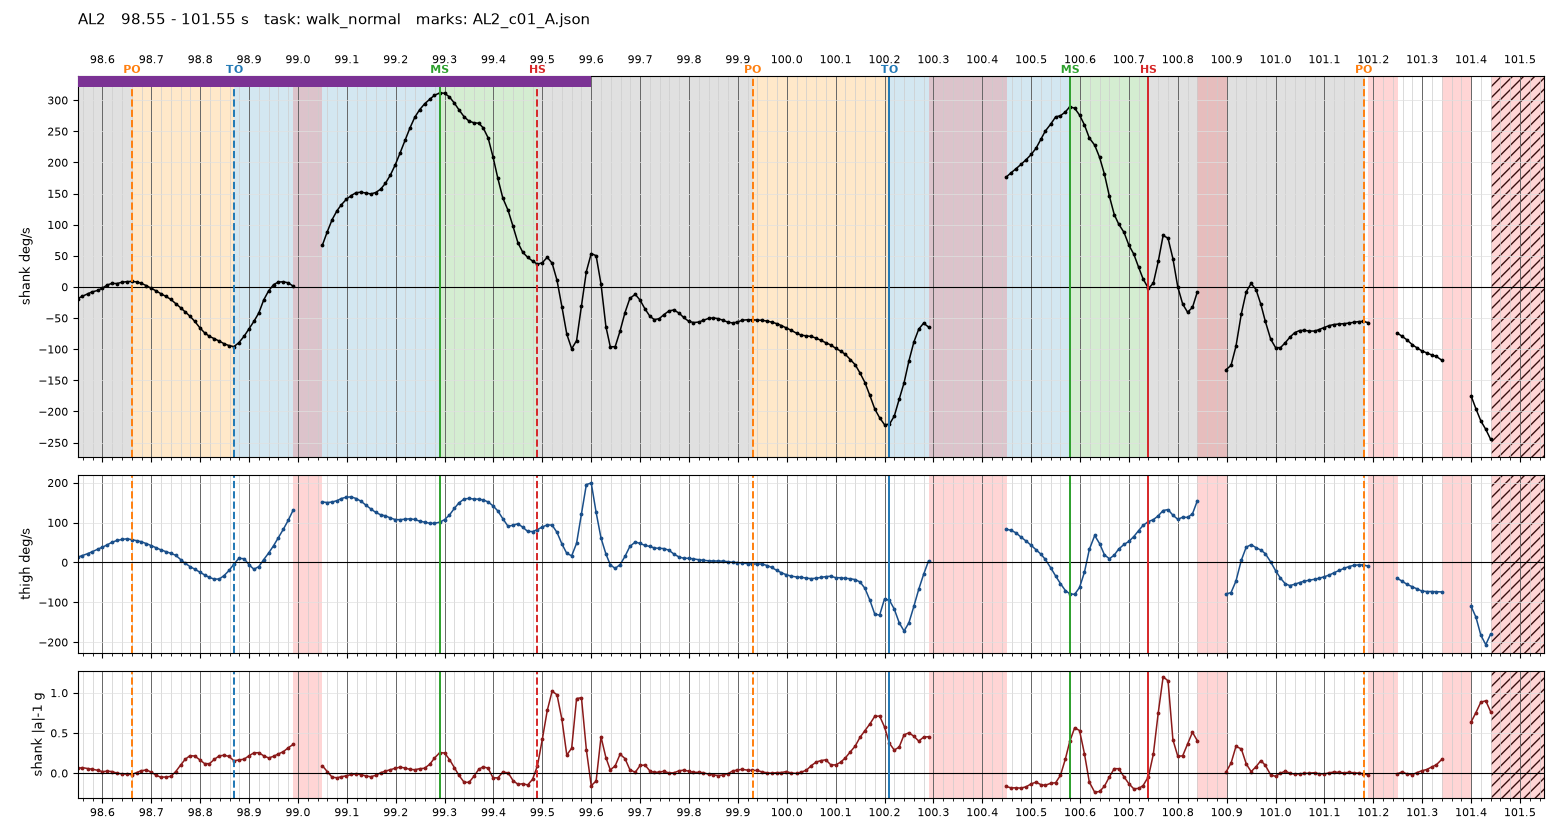 AL2   98.55 - 101.55 s   task: walk_normal   marks: AL2_c01_A.json
98.6 98.7 98.8 98.9 99.0 99.1 99.2 99.3 99.4 99.5 99.6 99.7 99.8 99.9 100.0 100.1 100.2 100.3 100.4 100.5 100.6 100.7 100.8 100.9 101.0 101.1 101.2 101.3 101.4 101.5
PO TO MS HS PO TO MS HS PO
300
250
200
150
100
50
0
−50
−100
−150
−200
−250
shank deg/s
200
100
0
−100
−200
thigh deg/s
1.0
0.5
0.0
shank |a|-1 g
98.6 98.7 98.8 98.9 99.0 99.1 99.2 99.3 99.4 99.5 99.6 99.7 99.8 99.9 100.0 100.1 100.2 100.3 100.4 100.5 100.6 100.7 100.8 100.9 101.0 101.1 101.2 101.3 101.4 101.5